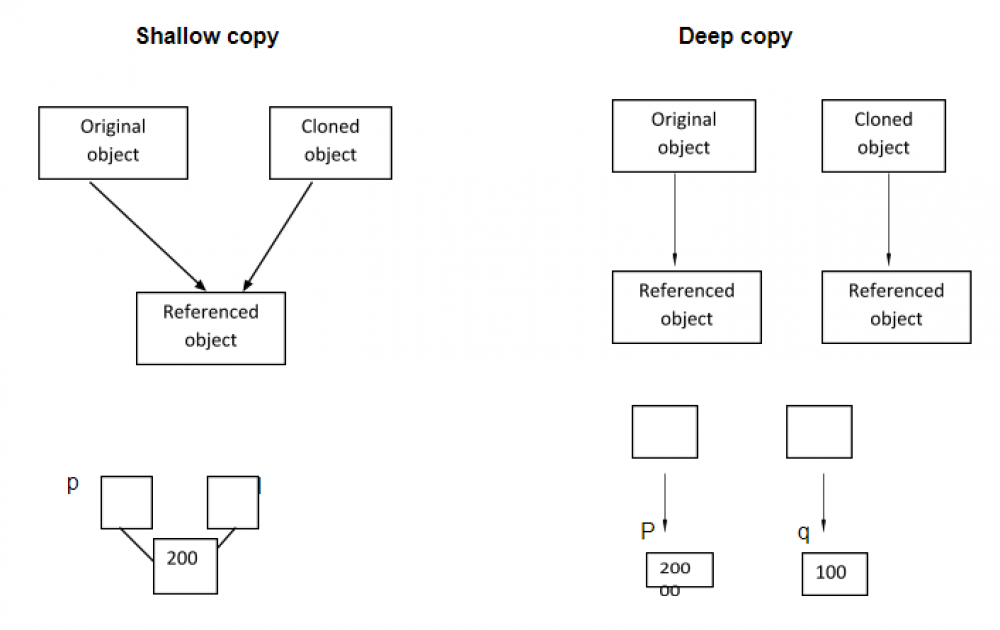 Shallow copy
Deep copy
Original
object
Cloned
object
Referenced
object
Original
object
Cloned
object
Referenced
object
Referenced
object
p
200
P
q
200
00
100